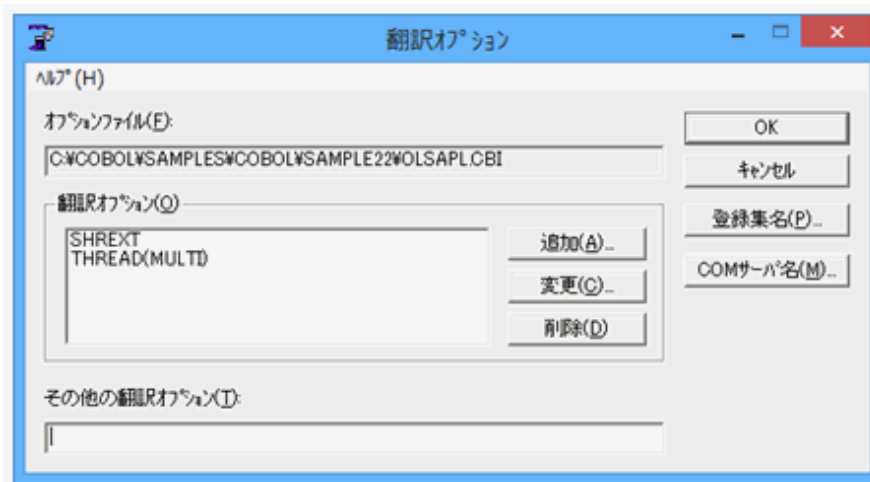 翻訳ｵﾌﾟｼｮﾝ
ﾍﾙﾌﾟ(H)
ｵﾌﾟｼｮﾝﾌｧｲﾙ(F):
C:¥COBOL¥SAMPLES¥COBOL¥SAMPLE22¥OLSAPL.CBI
翻訳ｵﾌﾟｼｮﾝ(O)
SHREXT
THREAD(MULTI)
追加(A)...
変更(C)...
削除(D)
その他の翻訳ｵﾌﾟｼｮﾝ(T):
OK
ｷｬﾝｾﾙ
登録集名(P)...
COMｻｰﾊﾞ名(M)...